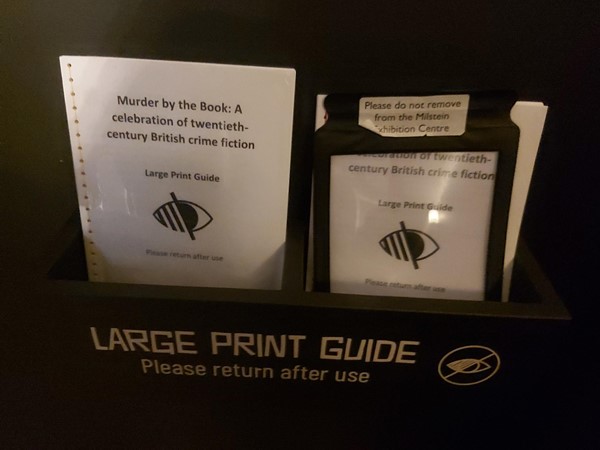 Murder by the Book: A
celebration of twentieth-
century British crime fiction
Large Print Guide
Please return after use
Please do not remove
from the Milstein
Exhibition Centre
celebration of twentieth-
century British crime fiction
Large Print Guide
Please return after use
LARGE PRINT GUIDE
Please return after use